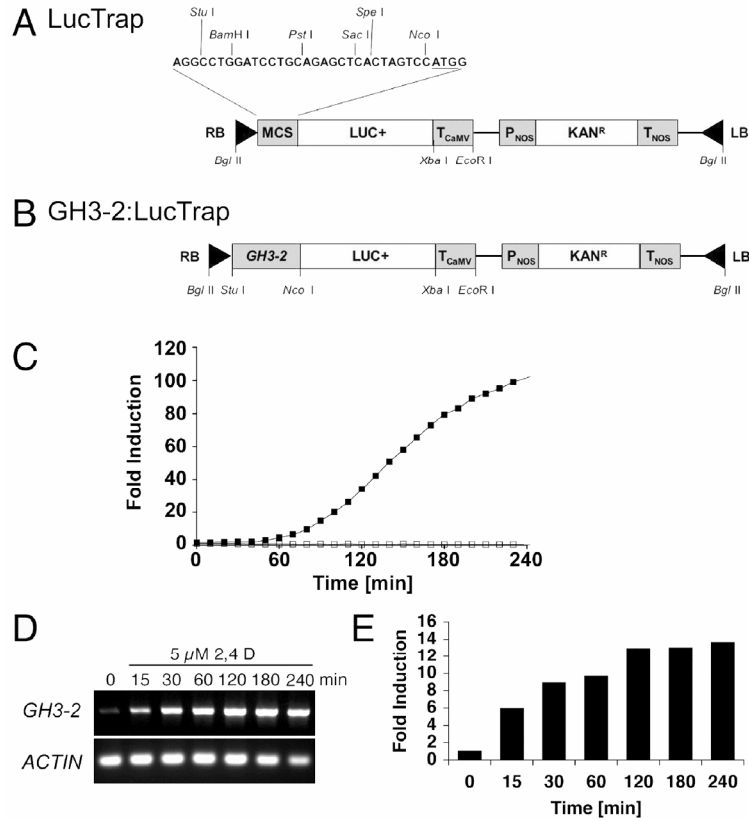 A LucTrap
Stu I Spe I
BamH I Pst I Sac I Nco I
AGGCCTGGATCCTGCAGAGCTCACTAGTCCATGG
RB MCS LUC+ TCaMV PNOS KANR TNOS LB
Bgl II Xba I EcoR I Bgl II
B GH3-2:LucTrap
RB GH3-2 LUC+ TCaMV PNOS KANR TNOS LB
Bgl II Stu I Nco I Xba I EcoR I Bgl II
C
Fold Induction
120
100
80
60
40
20
0
0 60 120 180 240
Time [min]
D
5 µM 2,4 D
0 15 30 60 120 180 240 min
GH3-2
ACTIN
E
Fold Induction
16
14
12
10
8
6
4
2
0
0 15 30 60 120 180 240
Time [min]